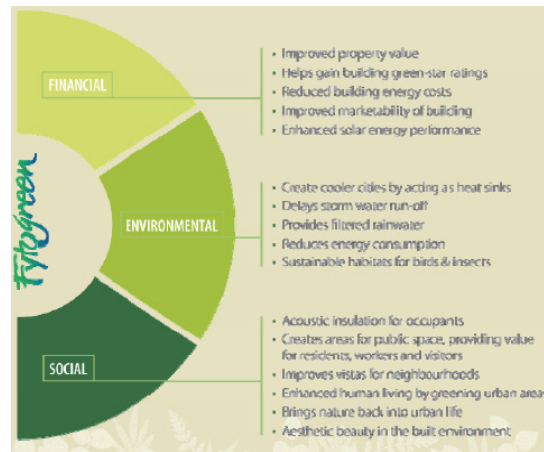 Fytogreen
FINANCIAL
• Improved property value
• Helps gain building green-star ratings
• Reduced building energy costs
• Improved marketability of building
• Enhanced solar energy performance
ENVIRONMENTAL
• Create cooler cities by acting as heat sinks
• Delays storm water run-off
• Provides filtered rainwater
• Reduces energy consumption
• Sustainable habitats for birds & insects
SOCIAL
• Acoustic insulation for occupants
• Creates areas for public space, providing value
for residents, workers and visitors
• Improves vistas for neighbourhoods
• Enhanced human living by greening urban areas
• Brings nature back into urban life
• Aesthetic beauty in the built environment